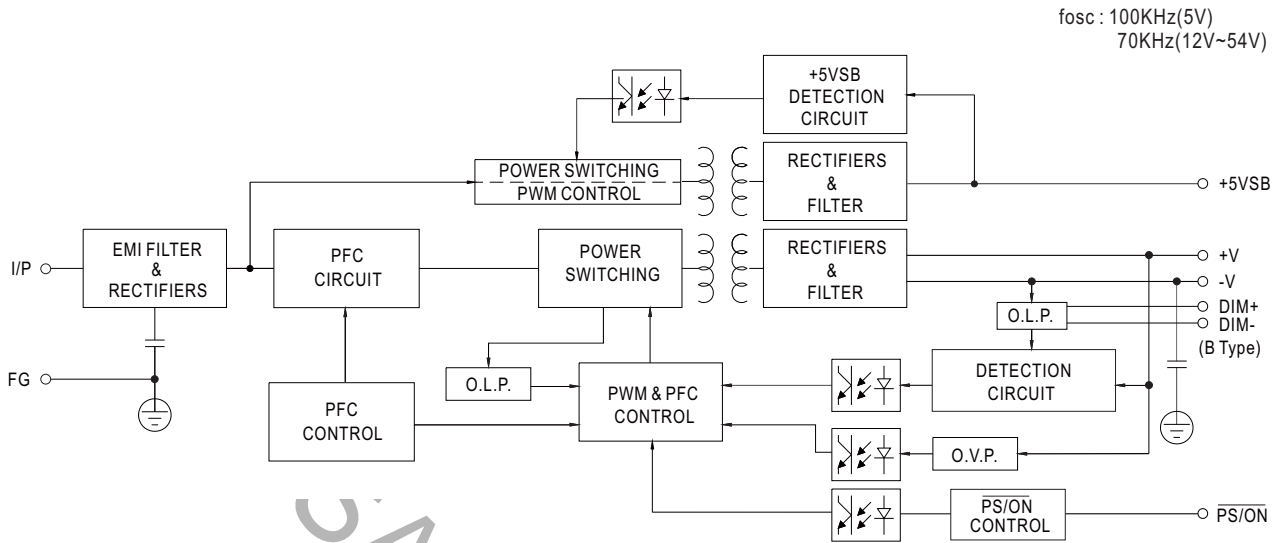 fosc : 100KHz(5V)
70KHz(12V~54V)
+5VSB
DETECTION
CIRCUIT
POWER SWITCHING
PWM CONTROL
RECTIFIERS
&
FILTER
+5VSB
I/P
EMI FILTER
&
RECTIFIERS
PFC
CIRCUIT
POWER
SWITCHING
RECTIFIERS
&
FILTER
+V
-V
O.L.P.
DIM+
DIM-
(B Type)
FG
PFC
CONTROL
O.L.P.
PWM & PFC
CONTROL
DETECTION
CIRCUIT
O.V.P.
PS/ON
CONTROL
PS/ON